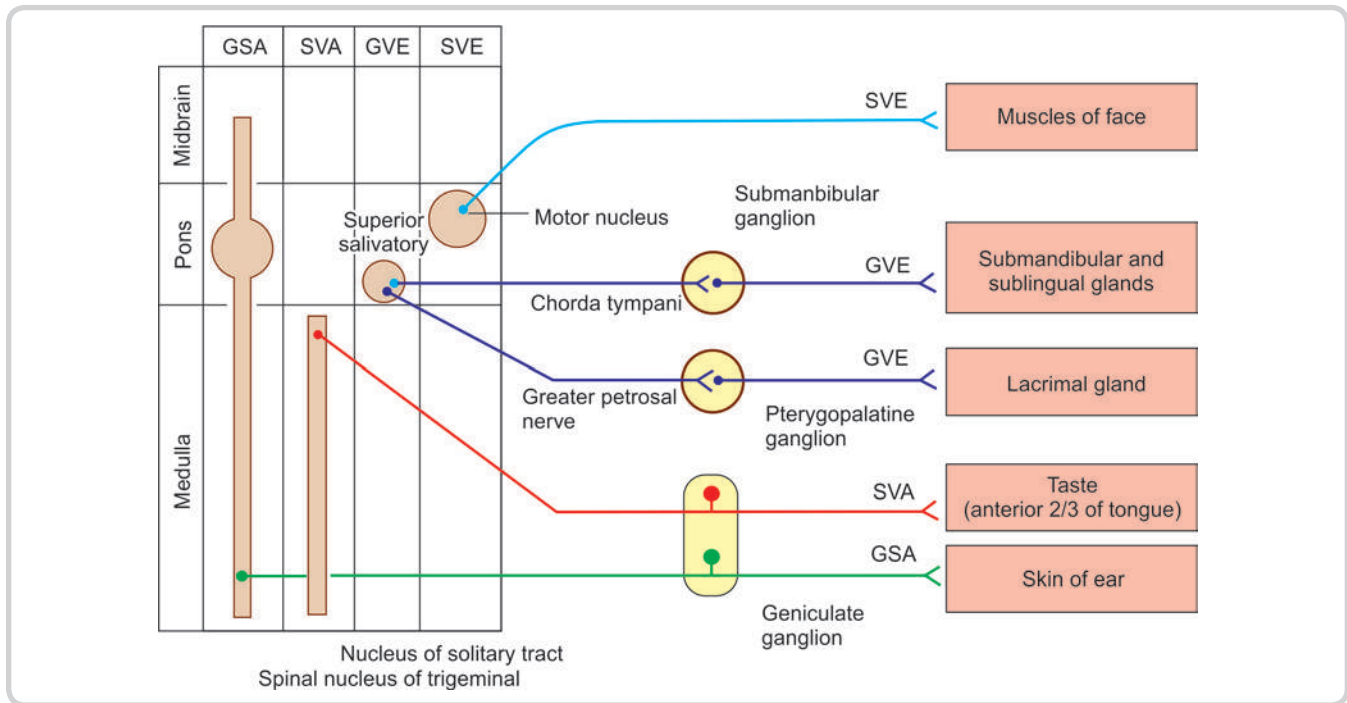 GSA SVA GVE SVE
Midbrain
Pons
Medulla
SVE
Muscles of face
Motor nucleus
Superior
salivatory
Submanbibular
ganglion
GVE
Submandibular and
sublingual glands
Chorda tympani
GVE
Lacrimal gland
Greater petrosal
nerve
Pterygopalatine
ganglion
SVA
Taste
(anterior 2/3 of tongue)
GSA
Skin of ear
Geniculate
ganglion
Nucleus of solitary tract
Spinal nucleus of trigeminal